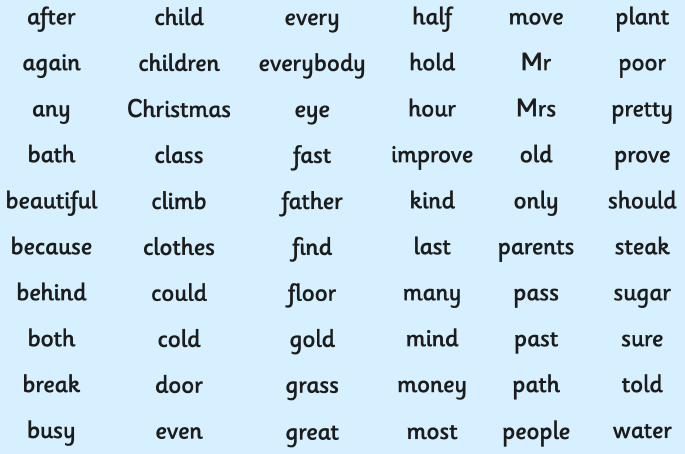 after child every half move plant
again children everybody hold Mr poor
any Christmas eye hour Mrs pretty
bath class fast improve old prove
beautiful climb father kind only should
because clothes find last parents steak
behind could floor many pass sugar
both cold gold mind past sure
break door grass money path told
busy even great most people water